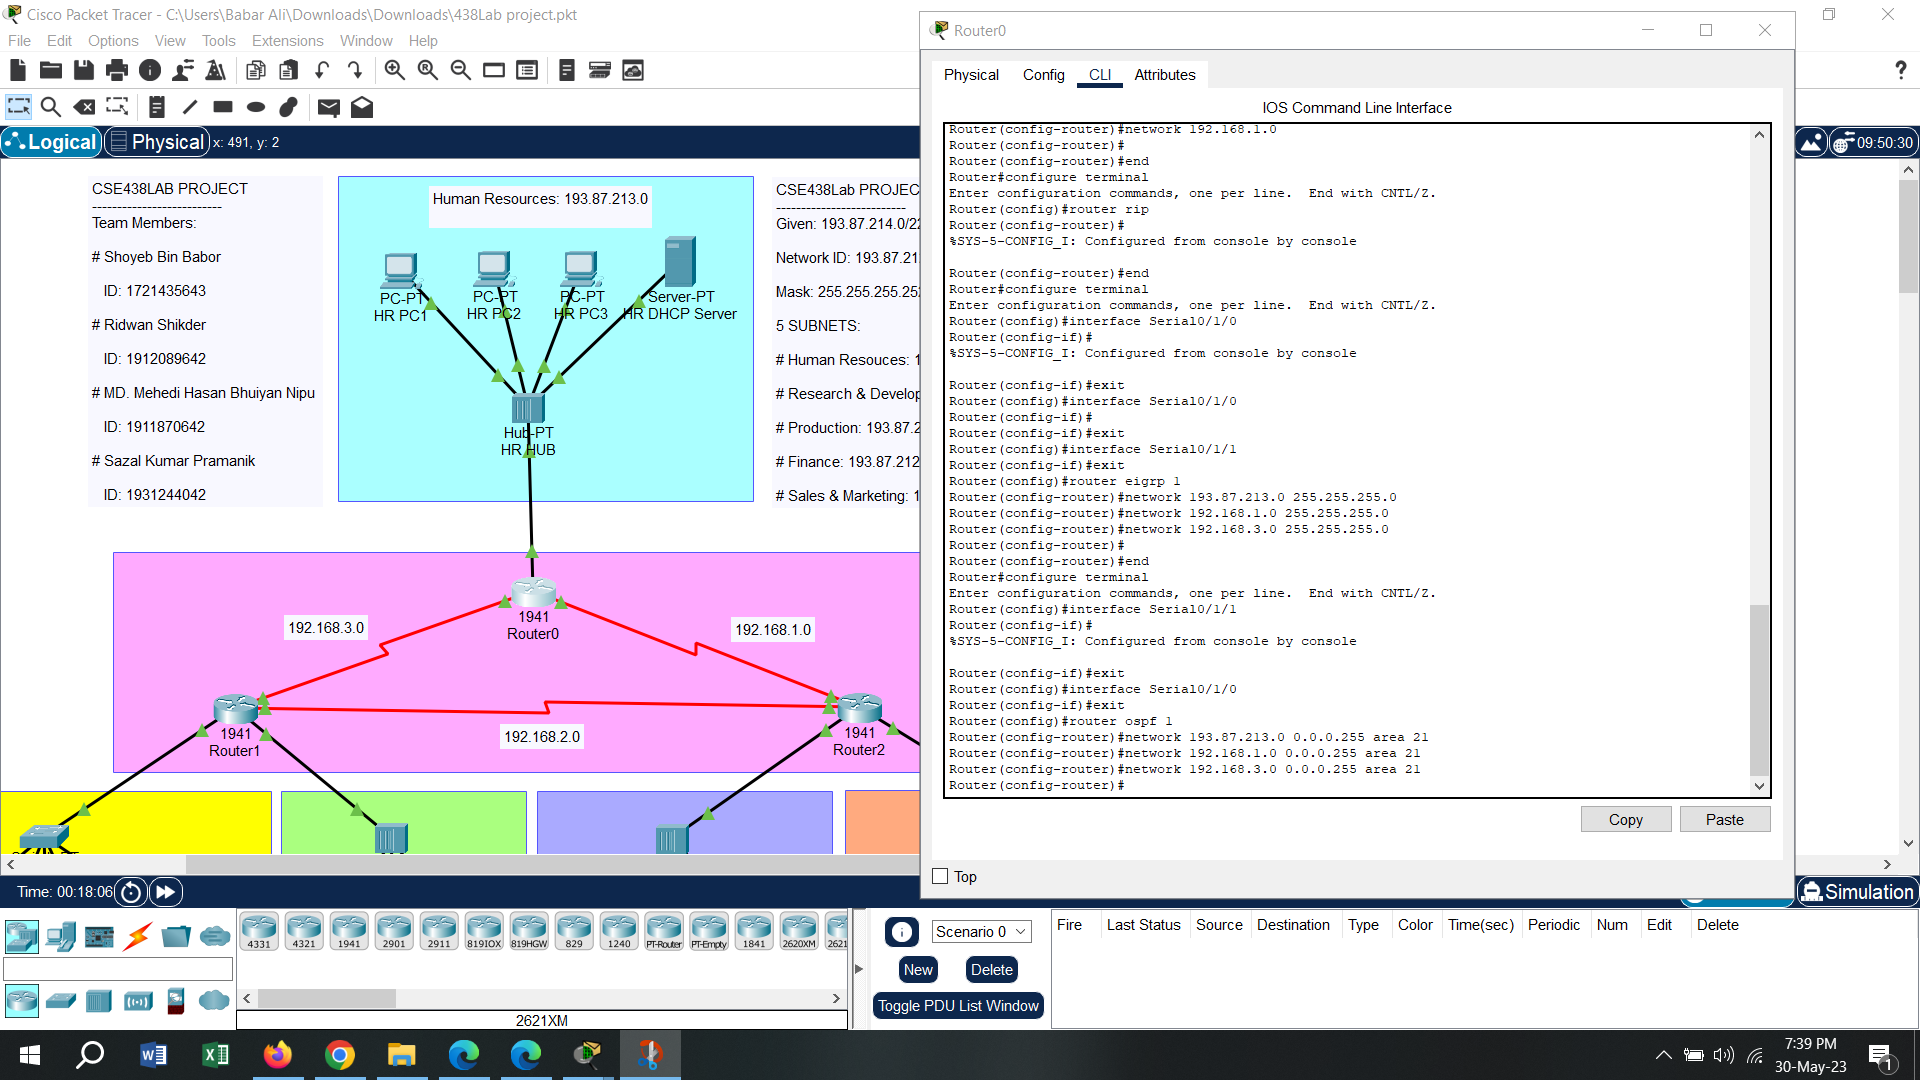 Cisco Packet Tracer - C:\Users\Babar Ali\Downloads\Downloads\438Lab project.pkt
File Edit Options View Tools Extensions Window Help
Logical Physical x: 491, y: 2
09:50:30
CSE438LAB PROJECT
--------------------------
Team Members:
# Shoyeb Bin Babor
ID: 1721435643
# Ridwan Shikder
ID: 1912089642
# MD. Mehedi Hasan Bhuiyan Nipu
ID: 1911870642
# Sazal Kumar Pramanik
ID: 1931244042
Human Resources: 193.87.213.0
PC-PT
HR PC1
PC-PT
HR PC2
PC-PT
HR PC3
Server-PT
HR DHCP Server
Hub-PT
HR HUB
CSE438Lab PROJEC
--------------------------
Given: 193.87.214.0/22
Network ID: 193.87.21
Mask: 255.255.255.25
5 SUBNETS:
# Human Resouces: 1
# Research & Develop
# Production: 193.87.2
# Finance: 193.87.212
# Sales & Marketing: 1
192.168.3.0
1941
Router0
192.168.1.0
1941
Router1
192.168.2.0
1941
Router2
Router0
Physical Config CLI Attributes
IOS Command Line Interface
Router(config-router)#network 192.168.1.0
Router(config-router)#
Router(config-router)#end
Router#configure terminal
Enter configuration commands, one per line.  End with CNTL/Z.
Router(config)#router rip
Router(config-router)#
%SYS-5-CONFIG_I: Configured from console by console
Router(config-router)#end
Router#configure terminal
Enter configuration commands, one per line.  End with CNTL/Z.
Router(config)#interface Serial0/1/0
Router(config-if)#
%SYS-5-CONFIG_I: Configured from console by console
Router(config-if)#exit
Router(config)#interface Serial0/1/0
Router(config-if)#
Router(config-if)#exit
Router(config)#interface Serial0/1/1
Router(config-if)#exit
Router(config)#router eigrp 1
Router(config-router)#network 193.87.213.0 255.255.255.0
Router(config-router)#network 192.168.1.0 255.255.255.0
Router(config-router)#network 192.168.3.0 255.255.255.0
Router(config-router)#
Router(config-router)#end
Router#configure terminal
Enter configuration commands, one per line.  End with CNTL/Z.
Router(config)#interface Serial0/1/1
Router(config-if)#
%SYS-5-CONFIG_I: Configured from console by console
Router(config-if)#exit
Router(config)#interface Serial0/1/0
Router(config-if)#exit
Router(config)#router ospf 1
Router(config-router)#network 193.87.213.0 0.0.0.255 area 21
Router(config-router)#network 192.168.1.0 0.0.0.255 area 21
Router(config-router)#network 192.168.3.0 0.0.0.255 area 21
Router(config-router)#
Copy Paste
Top
Time: 00:18:06
Simulation
4331 4321 1941 2901 2911 819IOX 819HGW 829 1240 PT-Router PT-Empty 1841 2620XM 2621
2621XM
Scenario 0
New Delete
Toggle PDU List Window
Fire Last Status Source Destination Type Color Time(sec) Periodic Num Edit Delete
7:39 PM
30-May-23
1